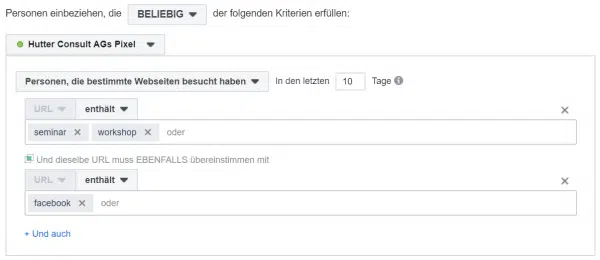 Personen einbeziehen, die BELIEBIG der folgenden Kriterien erfüllen:
Hutter Consult AGs Pixel
Personen, die bestimmte Webseiten besucht haben In den letzten 10 Tage
URL enthält
seminar workshop oder
Und dieselbe URL muss EBENFALLS übereinstimmen mit
URL enthält
facebook oder
+ Und auch